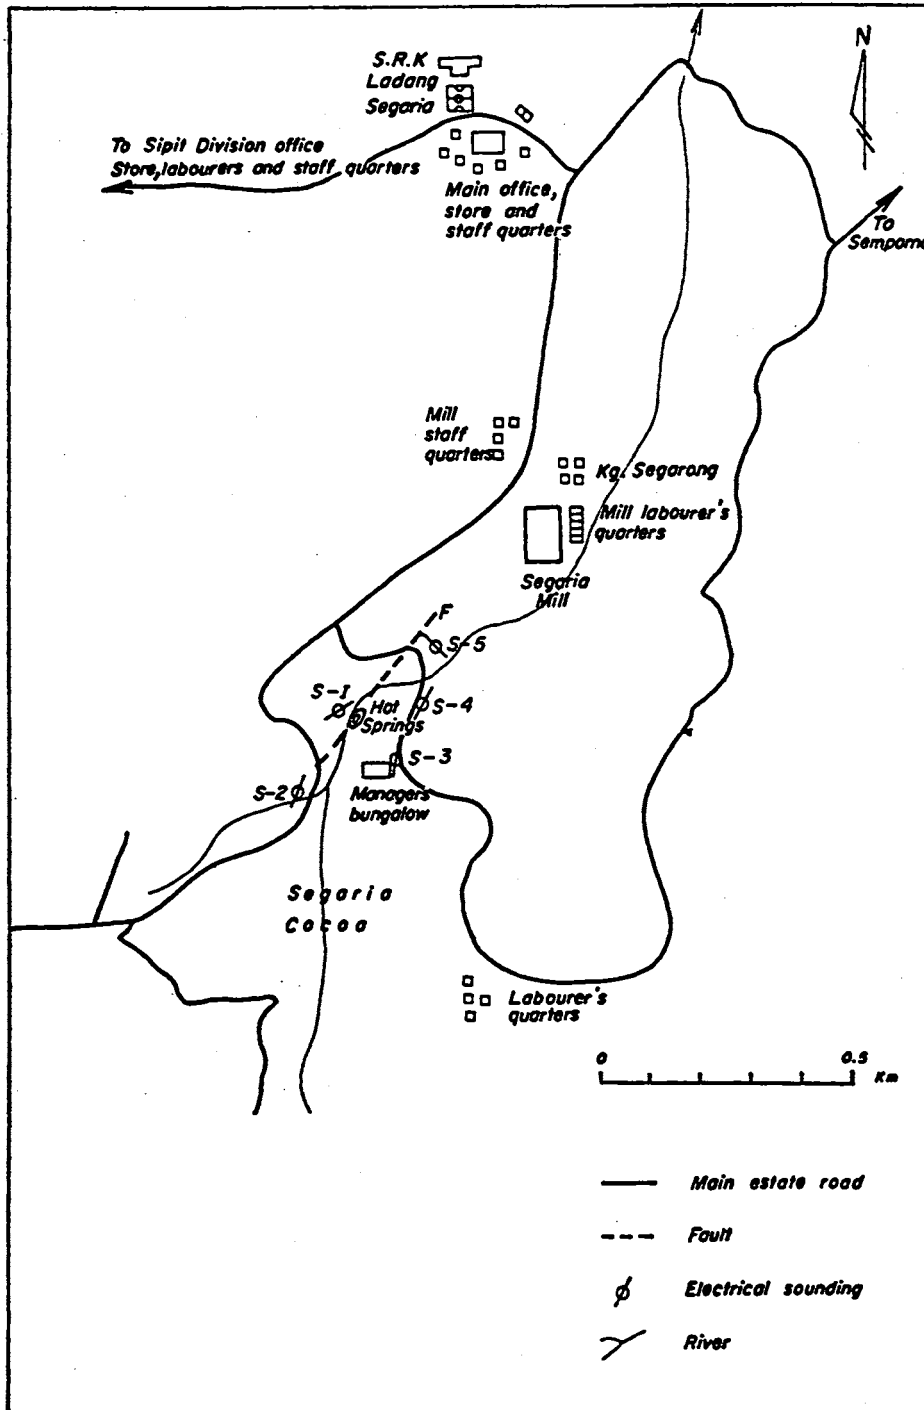 S.R.K
Ladang
Segaria
N
To Sipit Division office
Store, labourers and staff quarters
Main office,
store and
staff quarters
To
Semporna
Mill
staff
quarters
Kg. Segarong
Mill labourer's
quarters
Segaria
Mill
F
S-5
S-1
Hot
Springs
S-4
S-3
S-2
Managers
bungalow
Segaria
Cocoa
Labourer's
quarters
0
0.5
Km
Main estate road
Fault
Electrical sounding
River